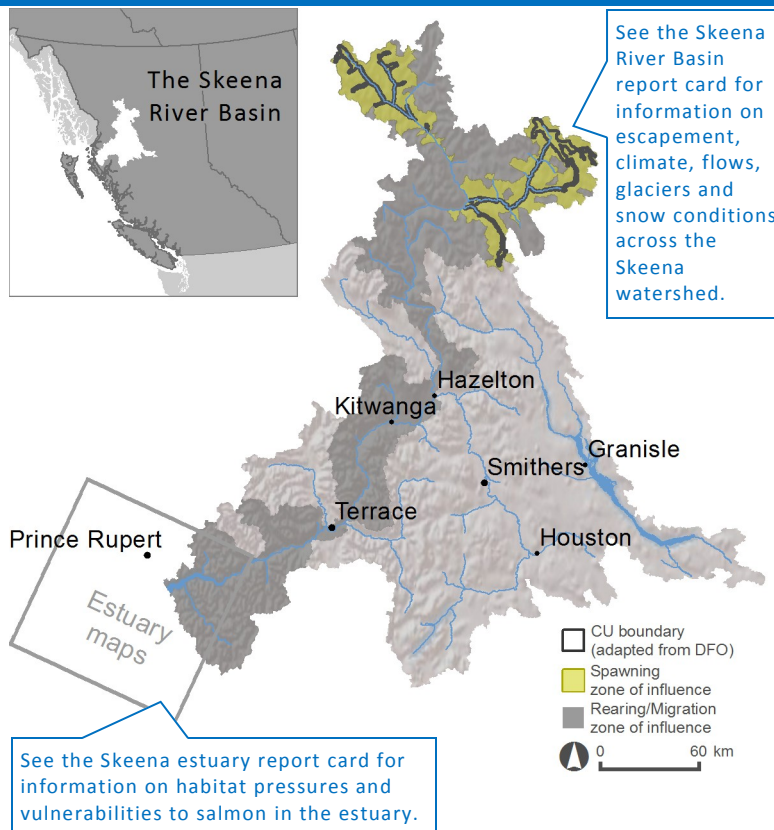 The Skeena
River Basin
See the Skeena
River Basin
report card for
information on
escapement,
climate, flows,
glaciers and
snow conditions
across the
Skeena
watershed.
Hazelton
Kitwanga
Granisle
Smithers
Terrace
Houston
Prince Rupert
Estuary
maps
CU boundary
(adapted from DFO)
Spawning
zone of influence
Rearing/Migration
zone of influence
0 60 km
See the Skeena estuary report card for
information on habitat pressures and
vulnerabilities to salmon in the estuary.